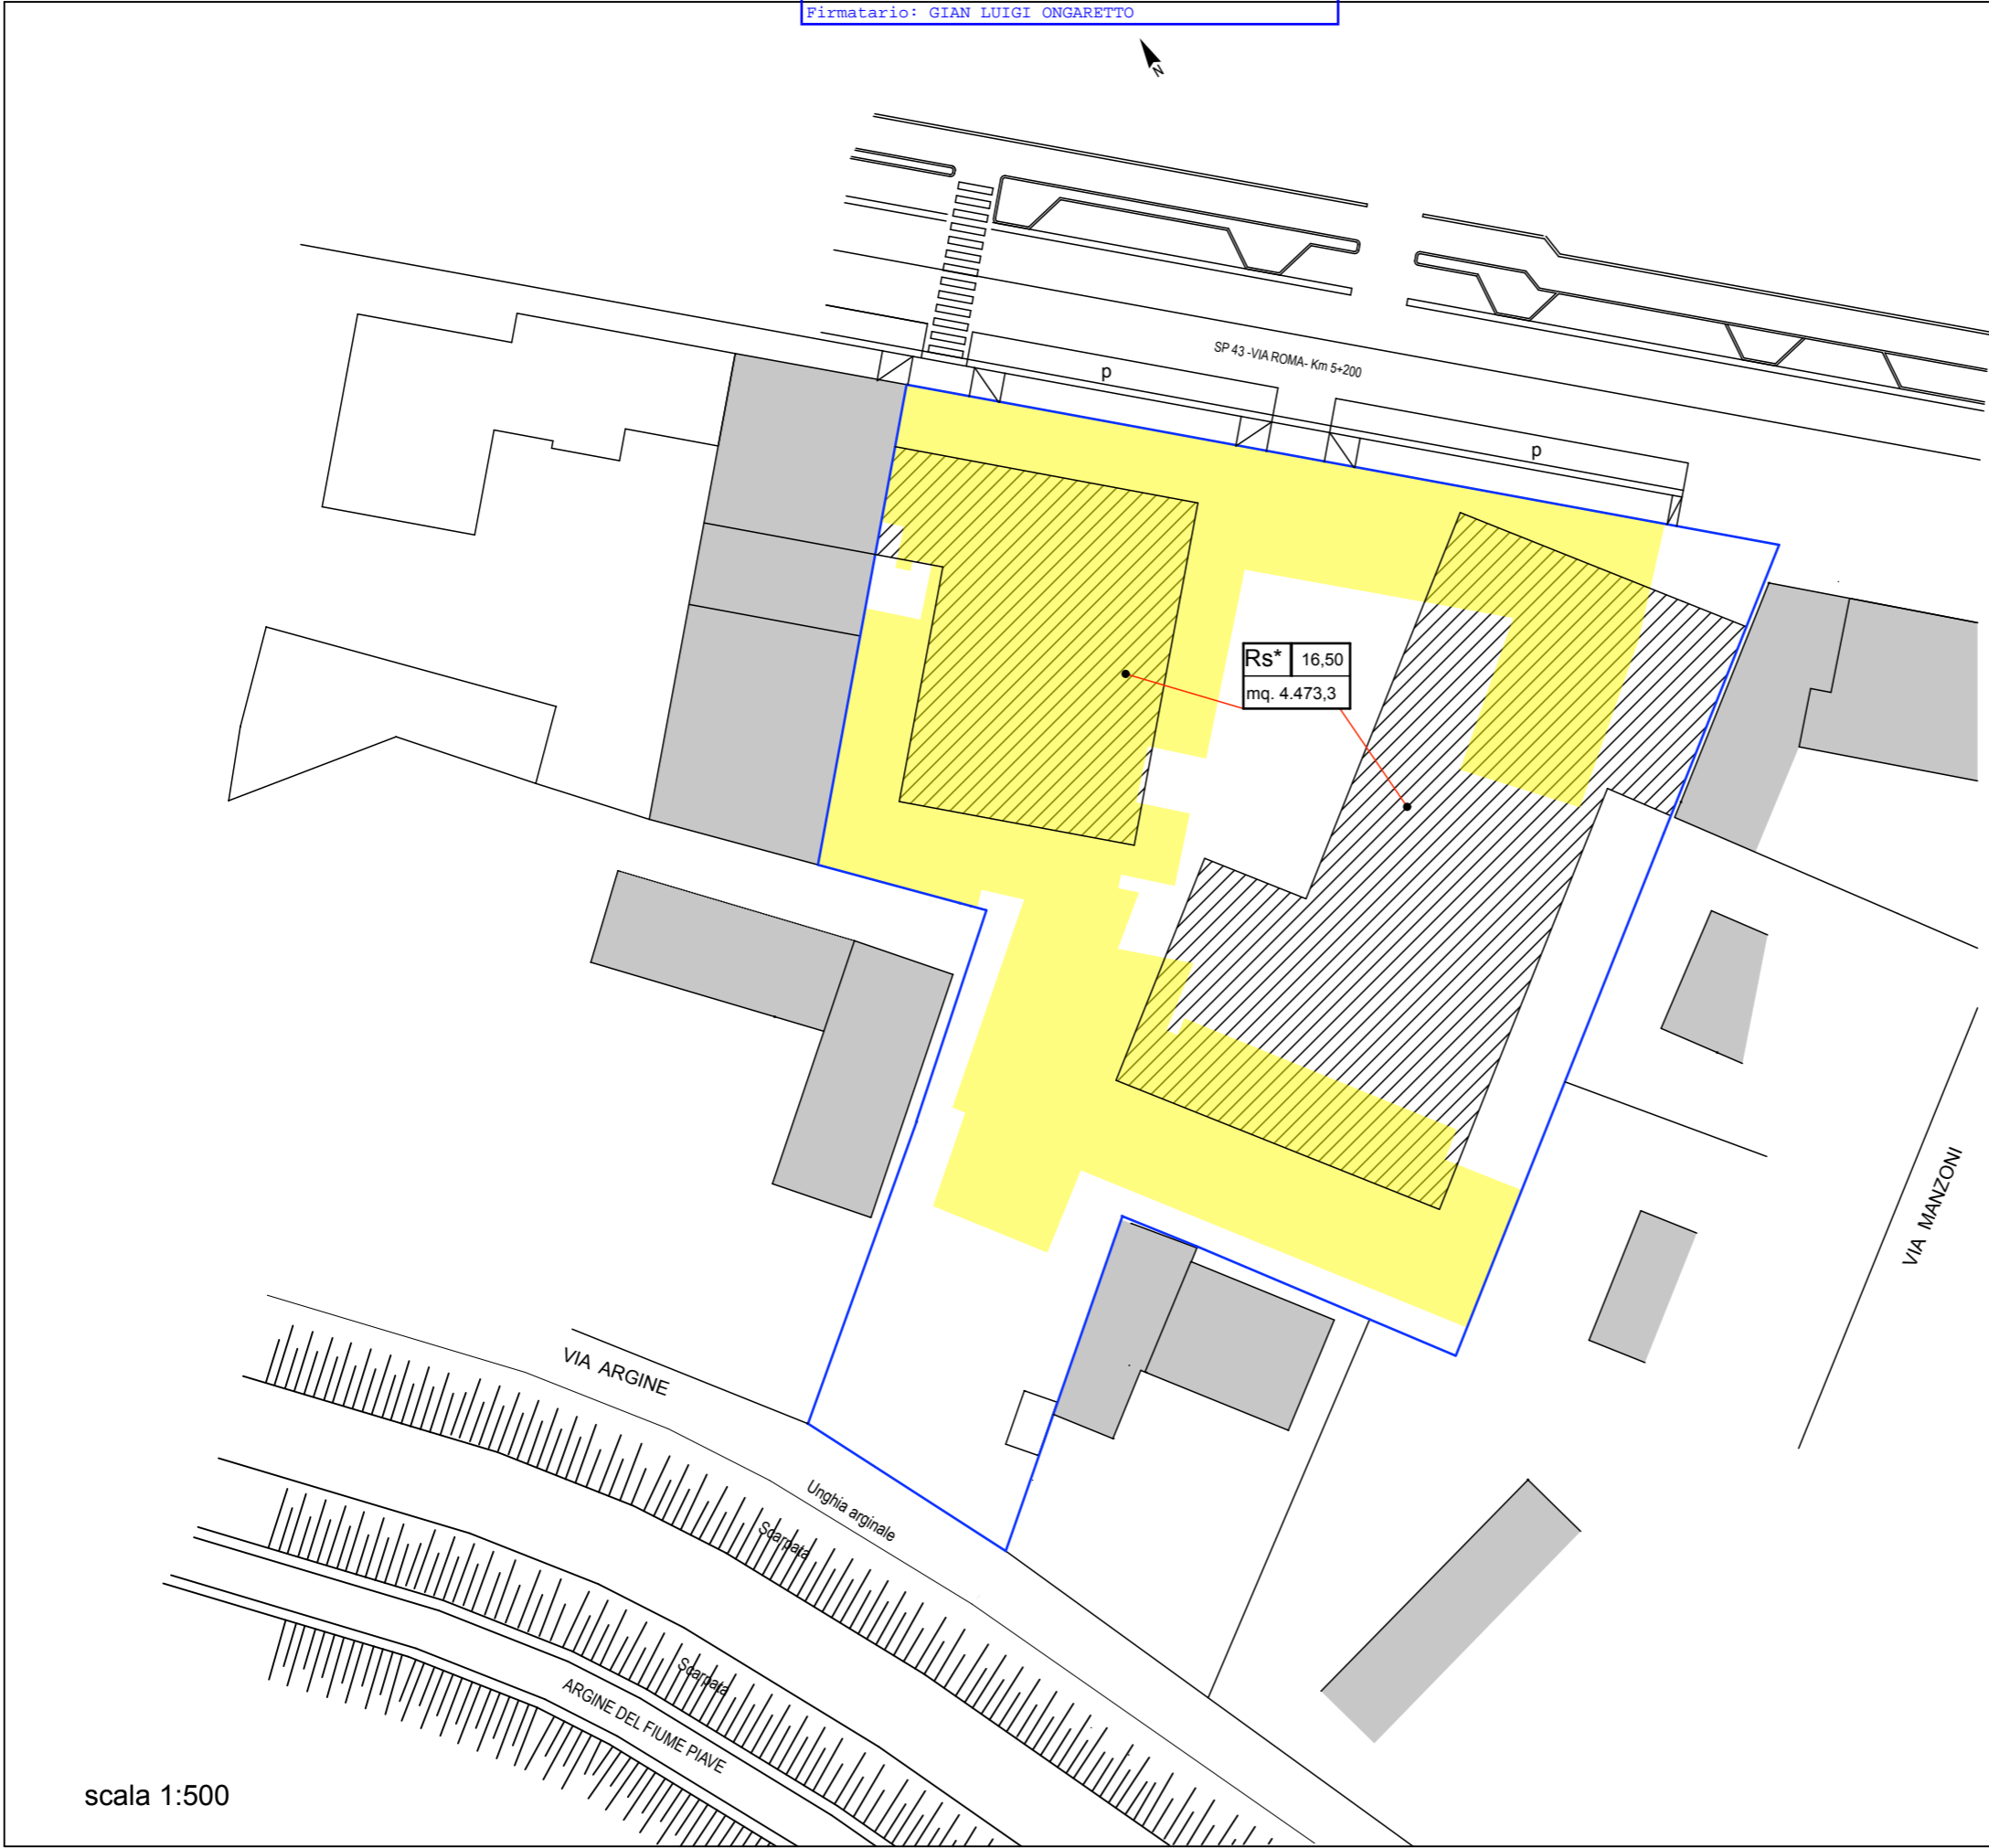 Firmatario: GIAN LUIGI ONGARETTO
N
SP 43 -VIA ROMA- Km 5+200
p
p
Rs* 16,50
mq. 4.473,3
VIA MANZONI
VIA ARGINE
Unghia arginale
Scarpata
Scarpata
ARGINE DEL FIUME PIAVE
scala 1:500